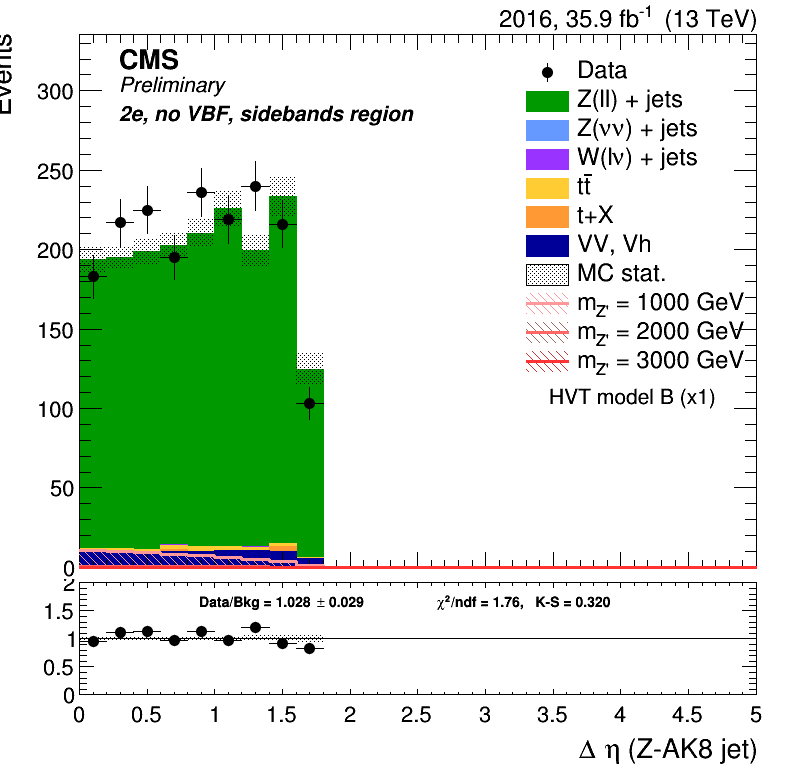 2016, 35.9 fb⁻¹ (13 TeV)
Events
CMS
Preliminary
2e, no VBF, sidebands region
Data
Z(ll) + jets
Z(νν) + jets
W(lν) + jets
tt̄
t+X
VV, Vh
MC stat.
m_Z' = 1000 GeV
m_Z' = 2000 GeV
m_Z' = 3000 GeV
HVT model B (x1)
300
250
200
150
100
50
0
2
1.5
1
0.5
0
Data/Bkg = 1.028 ± 0.029
χ²/ndf = 1.76, K-S = 0.320
0 0.5 1 1.5 2 2.5 3 3.5 4 4.5 5
Δ η (Z-AK8 jet)